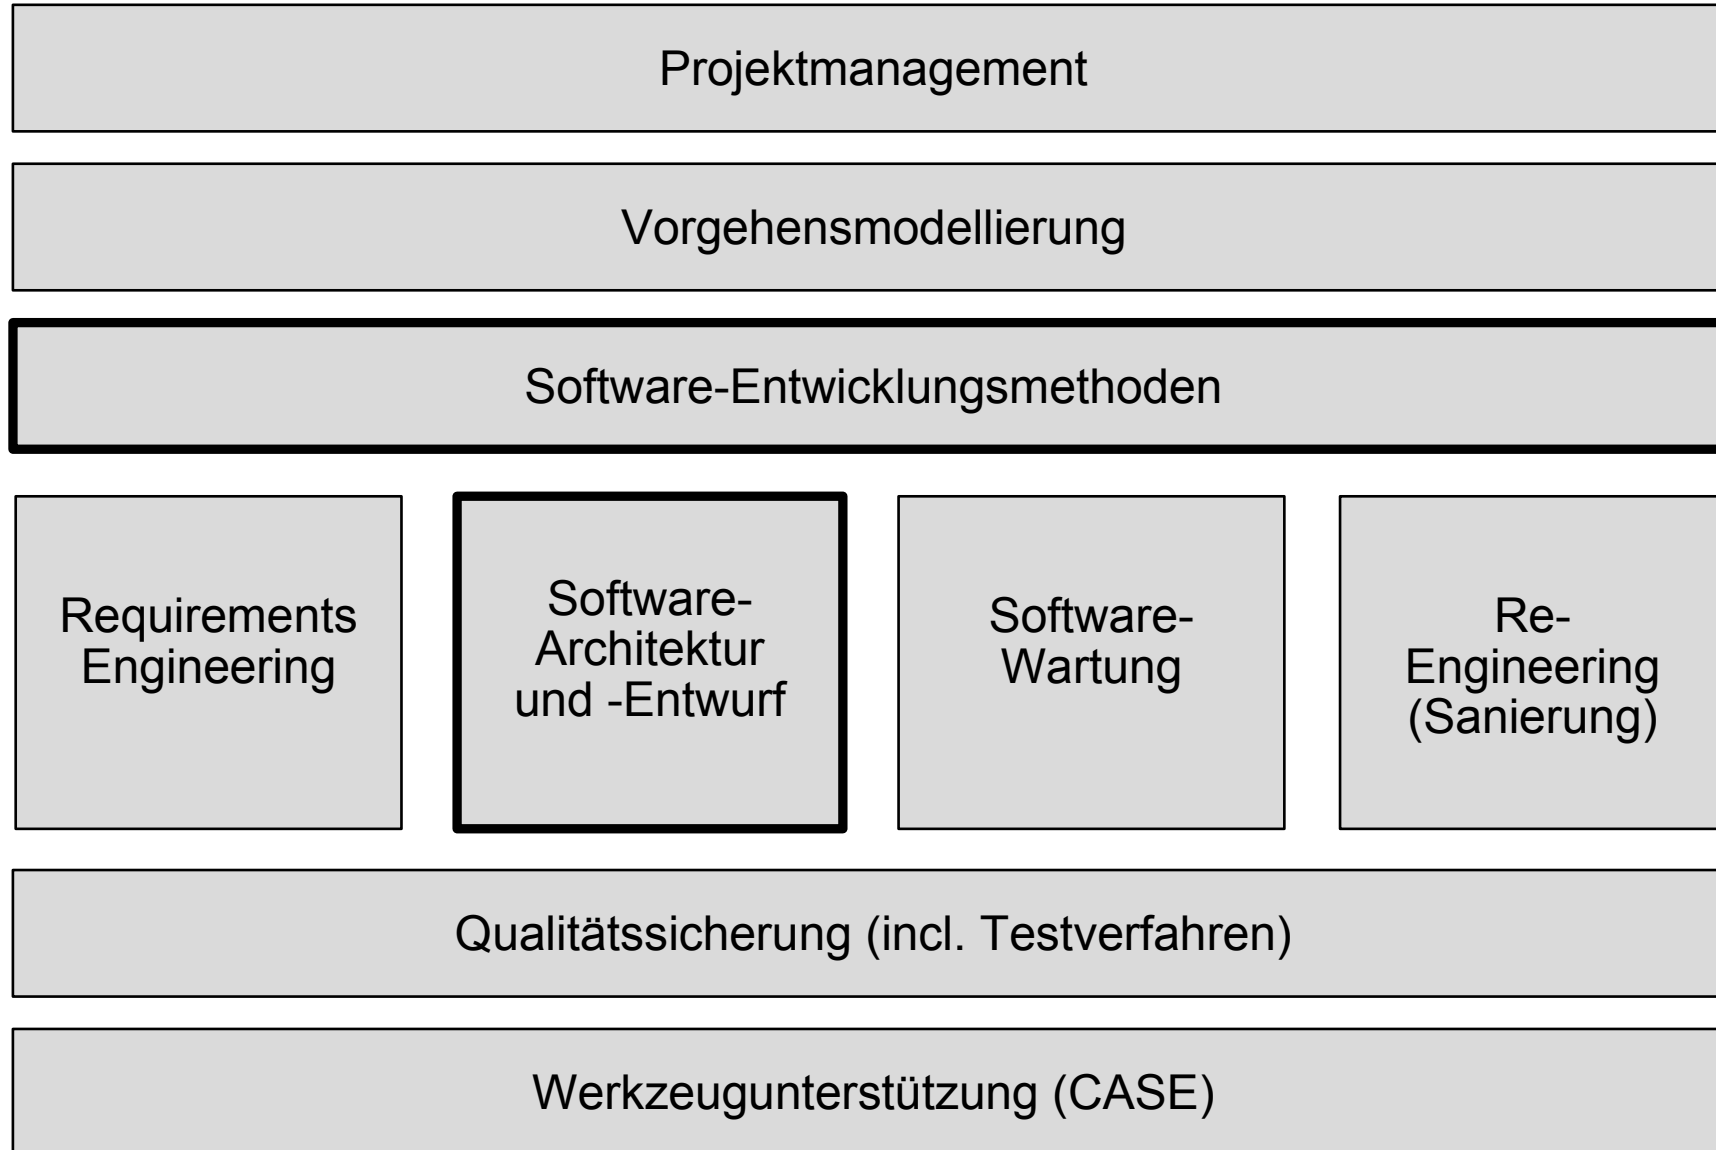 Projektmanagement
Vorgehensmodellierung
Software-Entwicklungsmethoden
Requirements
Engineering
Software-
Architektur
und -Entwurf
Software-
Wartung
Re-
Engineering
(Sanierung)
Qualitätssicherung (incl. Testverfahren)
Werkzeugunterstützung (CASE)